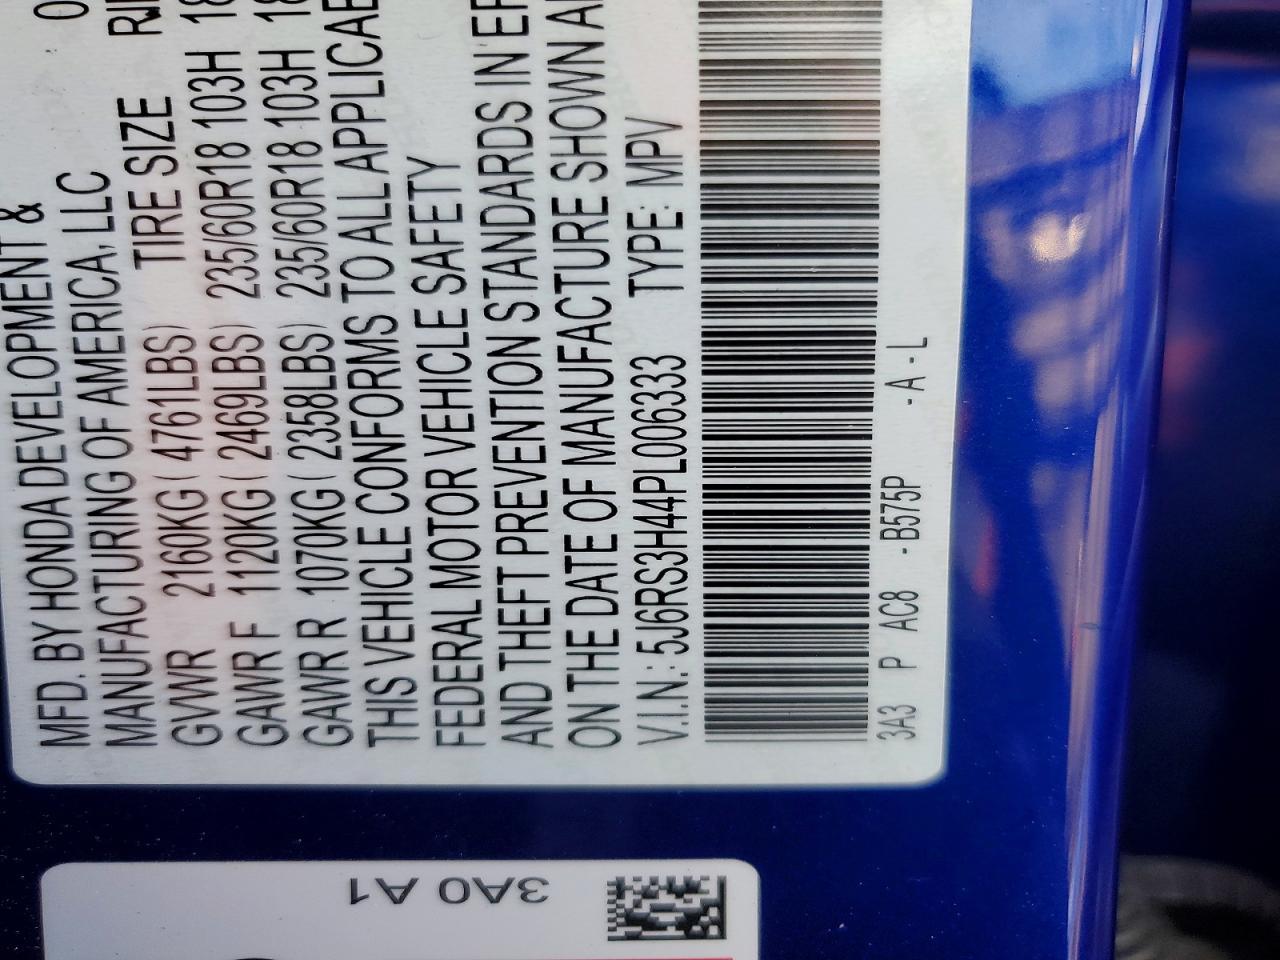 MFD. BY HONDA DEVELOPMENT & 0
MANUFACTURING OF AMERICA, LLC
TIRE SIZE
GVWR 2160KG( 4761LBS)
GAWR F 1120KG( 2469LBS) 235/60R18 103H
GAWR R 1070KG( 2358LBS) 235/60R18 103H
THIS VEHICLE CONFORMS TO ALL
FEDERAL MOTOR VEHICLE SAFETY
AND THEFT PREVENTION STANDARDS IN
ON THE DATE OF MANUFACTURE SHOWN
V.I.N.: 5J6RS3H44PL006333 TYPE: MPV
3A3 P AC8 -B575P -A-L
3A0 A1